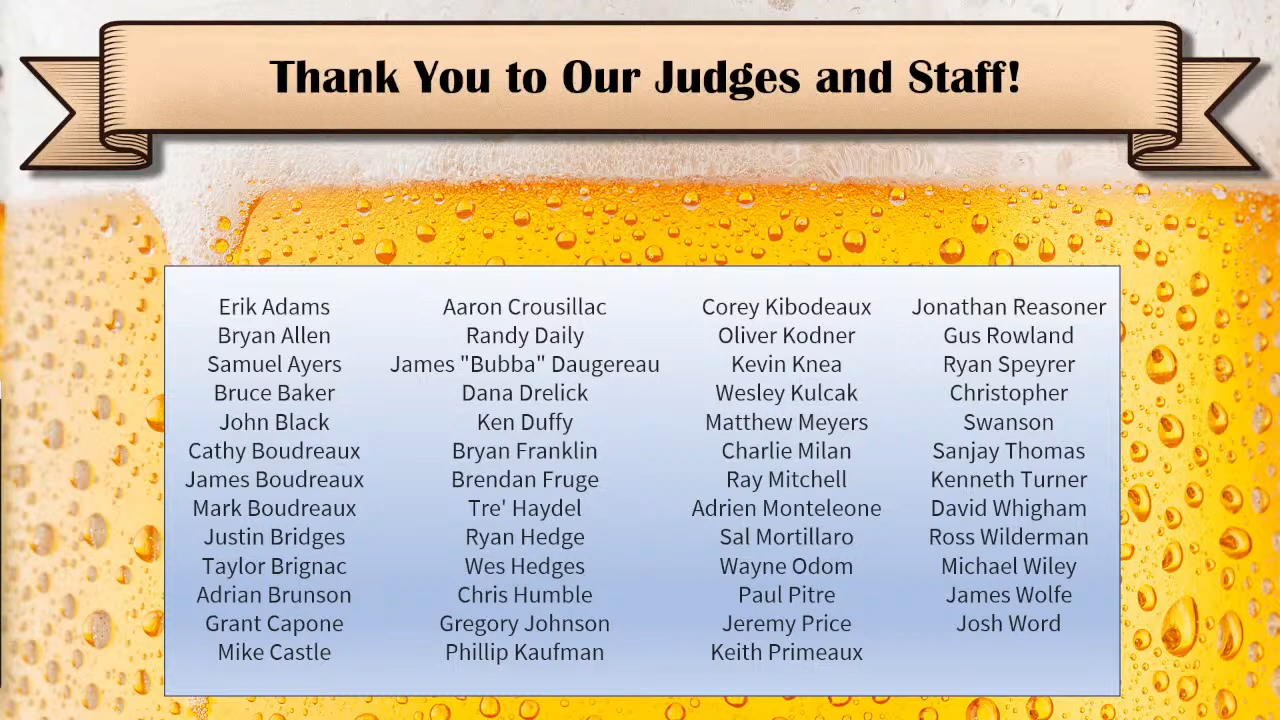 Thank You to Our Judges and Staff!
Erik Adams
Bryan Allen
Samuel Ayers
Bruce Baker
John Black
Cathy Boudreaux
James Boudreaux
Mark Boudreaux
Justin Bridges
Taylor Brignac
Adrian Brunson
Grant Capone
Mike Castle
Aaron Crousillac
Randy Daily
James "Bubba" Daugereau
Dana Drelick
Ken Duffy
Bryan Franklin
Brendan Fruge
Tre' Haydel
Ryan Hedge
Wes Hedges
Chris Humble
Gregory Johnson
Phillip Kaufman
Corey Kibodeaux
Oliver Kodner
Kevin Knea
Wesley Kulcak
Matthew Meyers
Charlie Milan
Ray Mitchell
Adrien Monteleone
Sal Mortillaro
Wayne Odom
Paul Pitre
Jeremy Price
Keith Primeaux
Jonathan Reasoner
Gus Rowland
Ryan Speyrer
Christopher
Swanson
Sanjay Thomas
Kenneth Turner
David Whigham
Ross Wilderman
Michael Wiley
James Wolfe
Josh Word